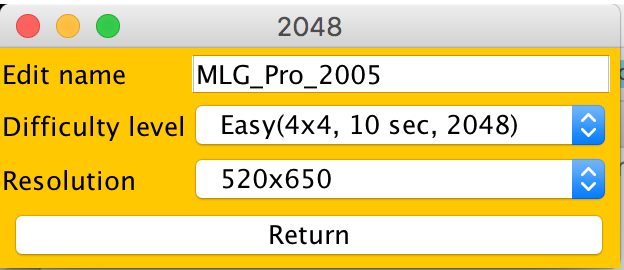 2048
Edit name MLG_Pro_2005
Difficulty level Easy(4x4, 10 sec, 2048)
Resolution 520x650
Return